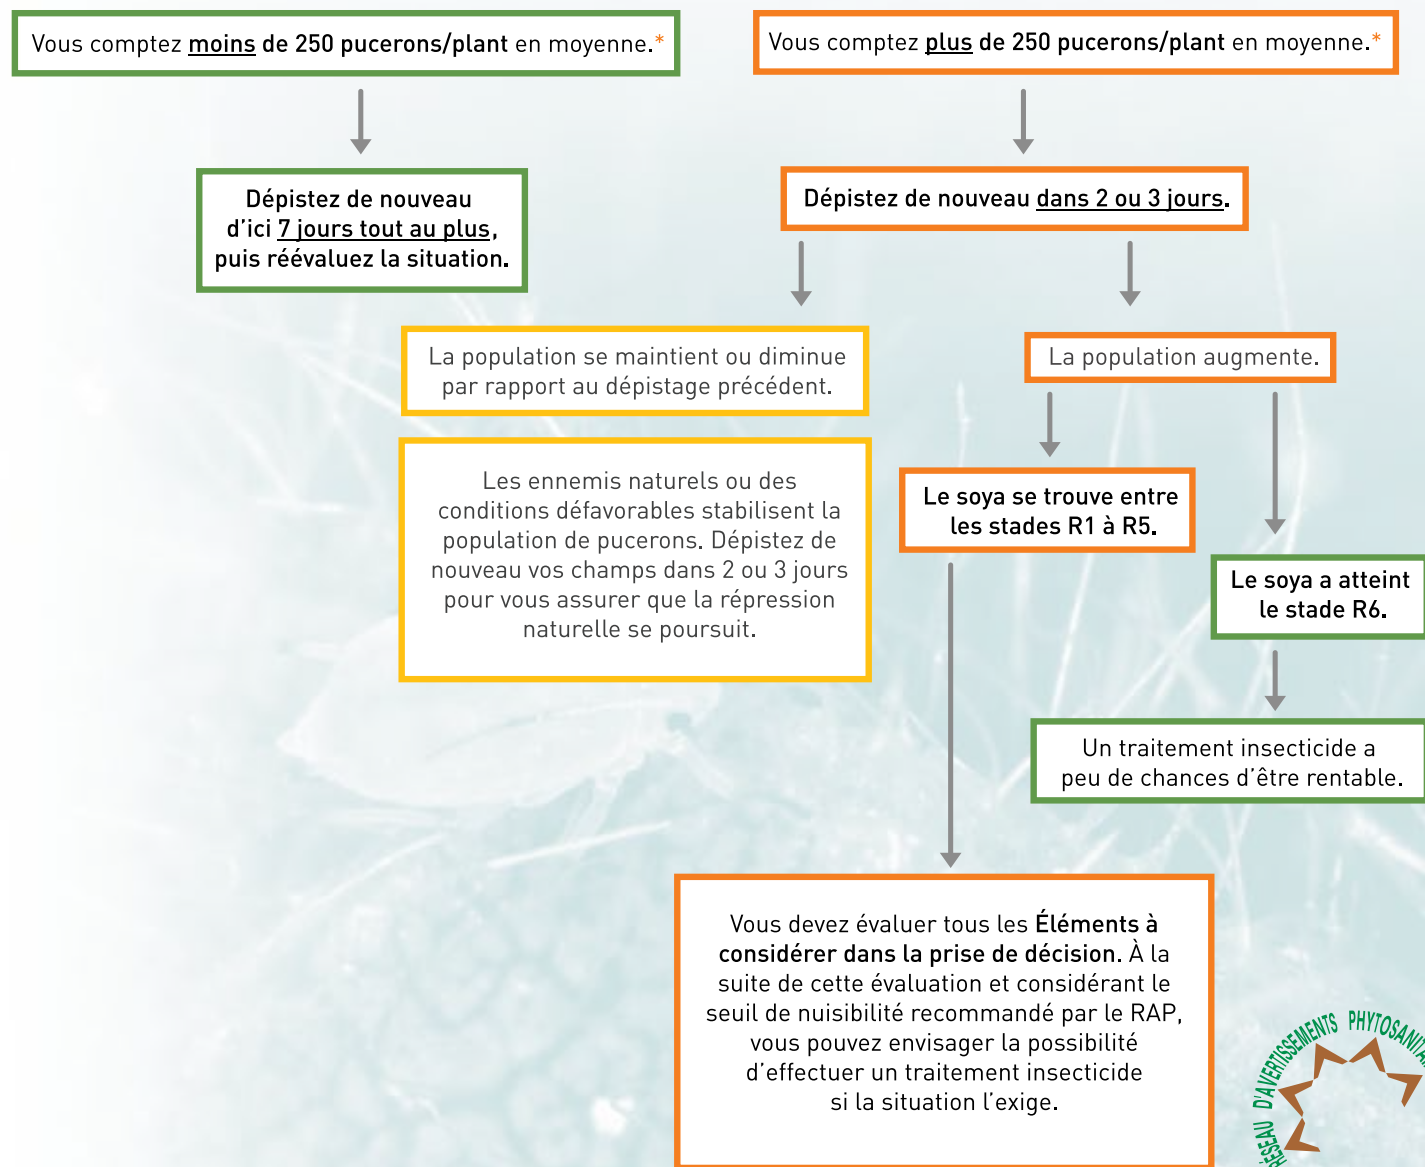 Vous comptez moins de 250 pucerons/plant en moyenne.*
Vous comptez plus de 250 pucerons/plant en moyenne.*
Dépistez de nouveau
d'ici 7 jours tout au plus,
puis réévaluez la situation.
Dépistez de nouveau dans 2 ou 3 jours.
La population se maintient ou diminue
par rapport au dépistage précédent.
La population augmente.
Les ennemis naturels ou des
conditions défavorables stabilisent la
population de pucerons. Dépistez de
nouveau vos champs dans 2 ou 3 jours
pour vous assurer que la répression
naturelle se poursuit.
Le soya se trouve entre
les stades R1 à R5.
Le soya a atteint
le stade R6.
Un traitement insecticide a
peu de chances d'être rentable.
Vous devez évaluer tous les Éléments à
considérer dans la prise de décision. À la
suite de cette évaluation et considérant le
seuil de nuisibilité recommandé par le RAP,
vous pouvez envisager la possibilité
d'effectuer un traitement insecticide
si la situation l'exige.
RÉSEAU D'AVERTISSEMENTS